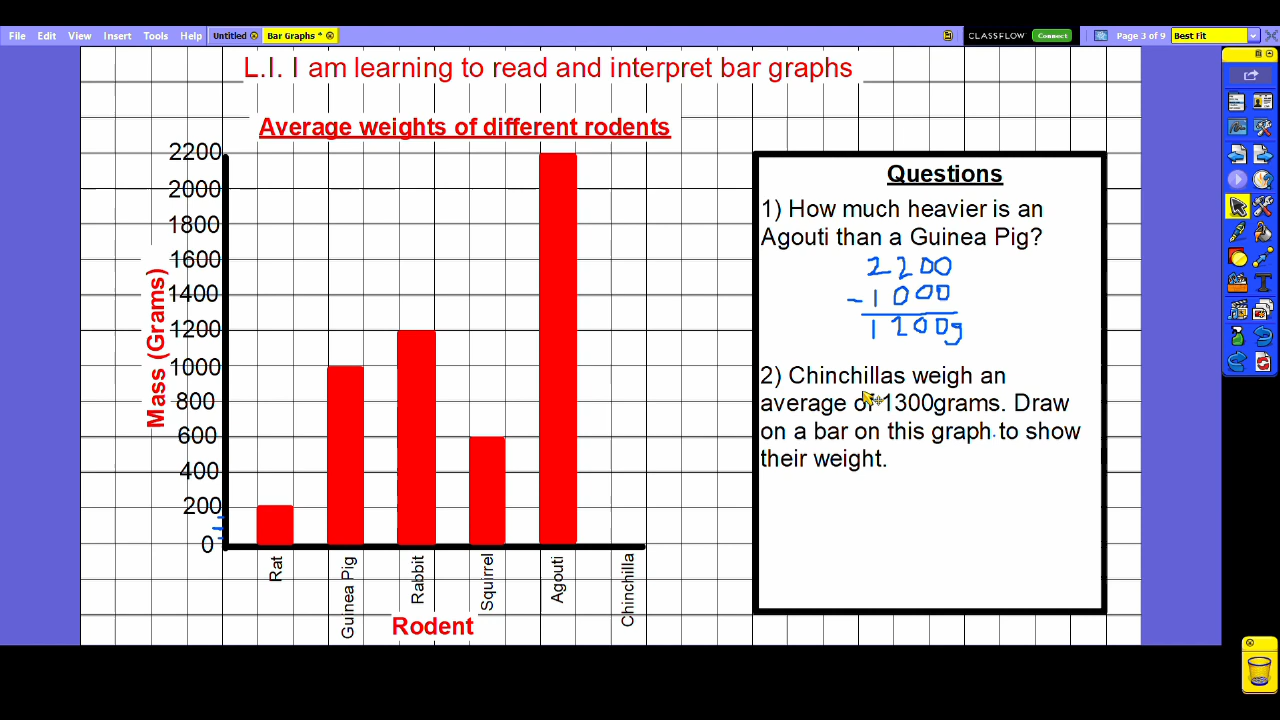 File Edit View Insert Tools Help Untitled Bar Graphs * CLASSFLOW Connect Page 3 of 9 Best Fit
L.I. I am learning to read and interpret bar graphs
Average weights of different rodents
2200
2000
1800
1600
1400
1200
1000
800
600
400
200
0
Mass (Grams)
Rat
Guinea Pig
Rabbit
Squirrel
Agouti
Chinchilla
Rodent
Questions
1) How much heavier is an
Agouti than a Guinea Pig?
2200
-1000
1200g
2) Chinchillas weigh an
average of 1300grams. Draw
on a bar on this graph to show
their weight.